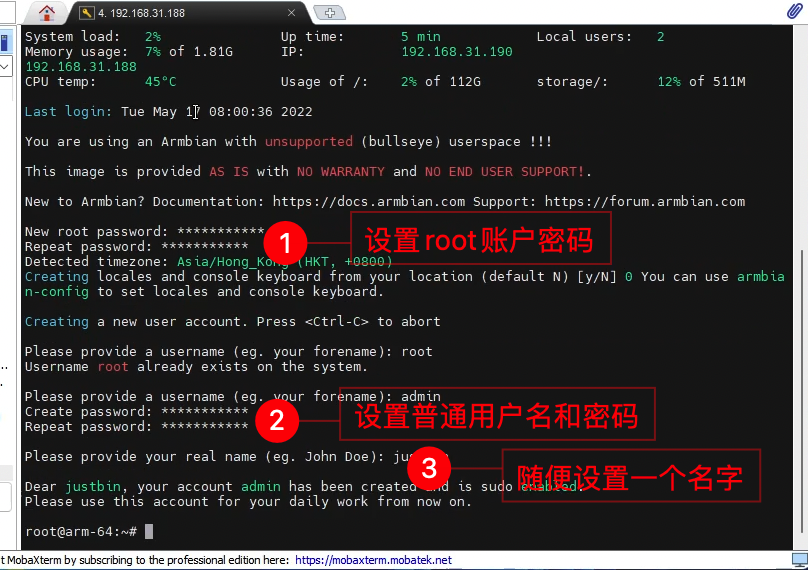 4. 192.168.31.188
System load: 2% Up time: 5 min Local users: 2
Memory usage: 7% of 1.81G IP: 192.168.31.190
192.168.31.188
CPU temp: 45°C Usage of /: 2% of 112G storage/: 12% of 511M
Last login: Tue May 17 08:00:36 2022
You are using an Armbian with unsupported (bullseye) userspace !!!
This image is provided AS IS with NO WARRANTY and NO END USER SUPPORT!.
New to Armbian? Documentation: https://docs.armbian.com Support: https://forum.armbian.com
New root password: ***********
Repeat password: ***********
1 设置root账户密码
Detected timezone: Asia/Hong_Kong (HKT, +0800)
Creating locales and console keyboard from your location (default N) [y/N] 0 You can use armbia
n-config to set locales and console keyboard.
Creating a new user account. Press <Ctrl-C> to abort
Please provide a username (eg. your forename): root
Username root already exists on the system.
Please provide a username (eg. your forename): admin
Create password: ***********
Repeat password: ***********
2 设置普通用户名和密码
Please provide your real name (eg. John Doe):
3 随便设置一个名字
Dear justbin, your account admin has been created and is sudo enabled.
Please use this account for your daily work from now on.
root@arm-64:~#
t MobaXterm by subscribing to the professional edition here: https://mobaxterm.mobatek.net